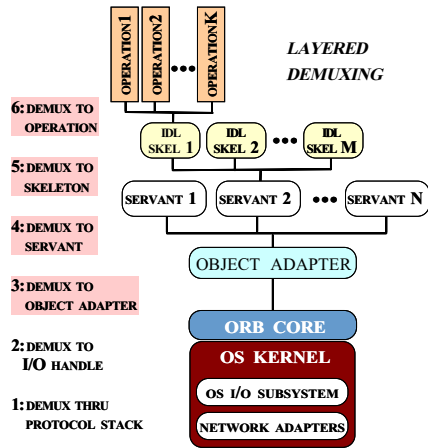 OPERATION1
OPERATION2
OPERATIONK
LAYERED
DEMUXING
6: DEMUX TO
OPERATION
IDL
SKEL 1
IDL
SKEL 2
IDL
SKEL M
5: DEMUX TO
SKELETON
SERVANT 1
SERVANT 2
SERVANT N
4: DEMUX TO
SERVANT
OBJECT ADAPTER
3: DEMUX TO
OBJECT ADAPTER
ORB CORE
2: DEMUX TO
I/O HANDLE
OS KERNEL
OS I/O SUBSYSTEM
1: DEMUX THRU
PROTOCOL STACK
NETWORK ADAPTERS